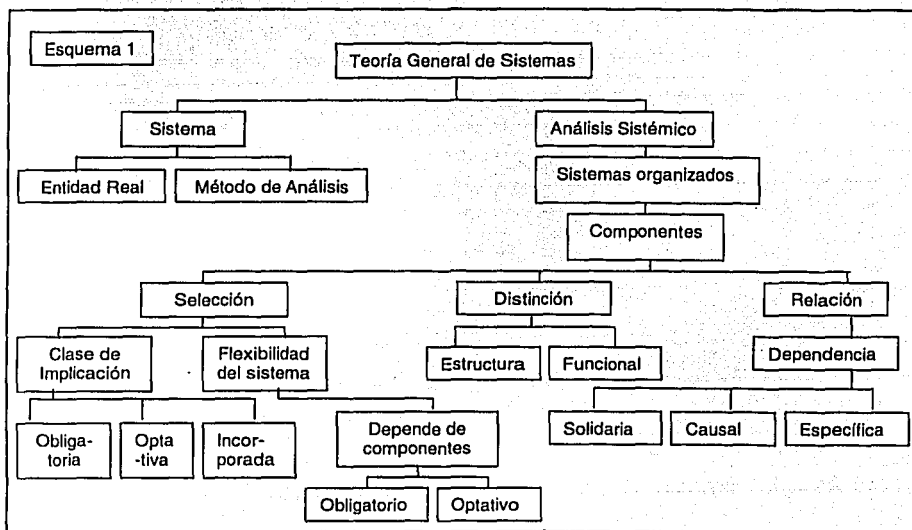 Esquema 1
Teoría General de Sistemas
Sistema
Análisis Sistémico
Entidad Real
Método de Análisis
Sistemas organizados
Componentes
Selección
Distinción
Relación
Clase de
Implicación
Flexibilidad
del sistema
Estructura
Funcional
Dependencia
Obliga-
toria
Opta
-tiva
Incor-
porada
Depende de
componentes
Solidaria
Causal
Específica
Obligatorio
Optativo